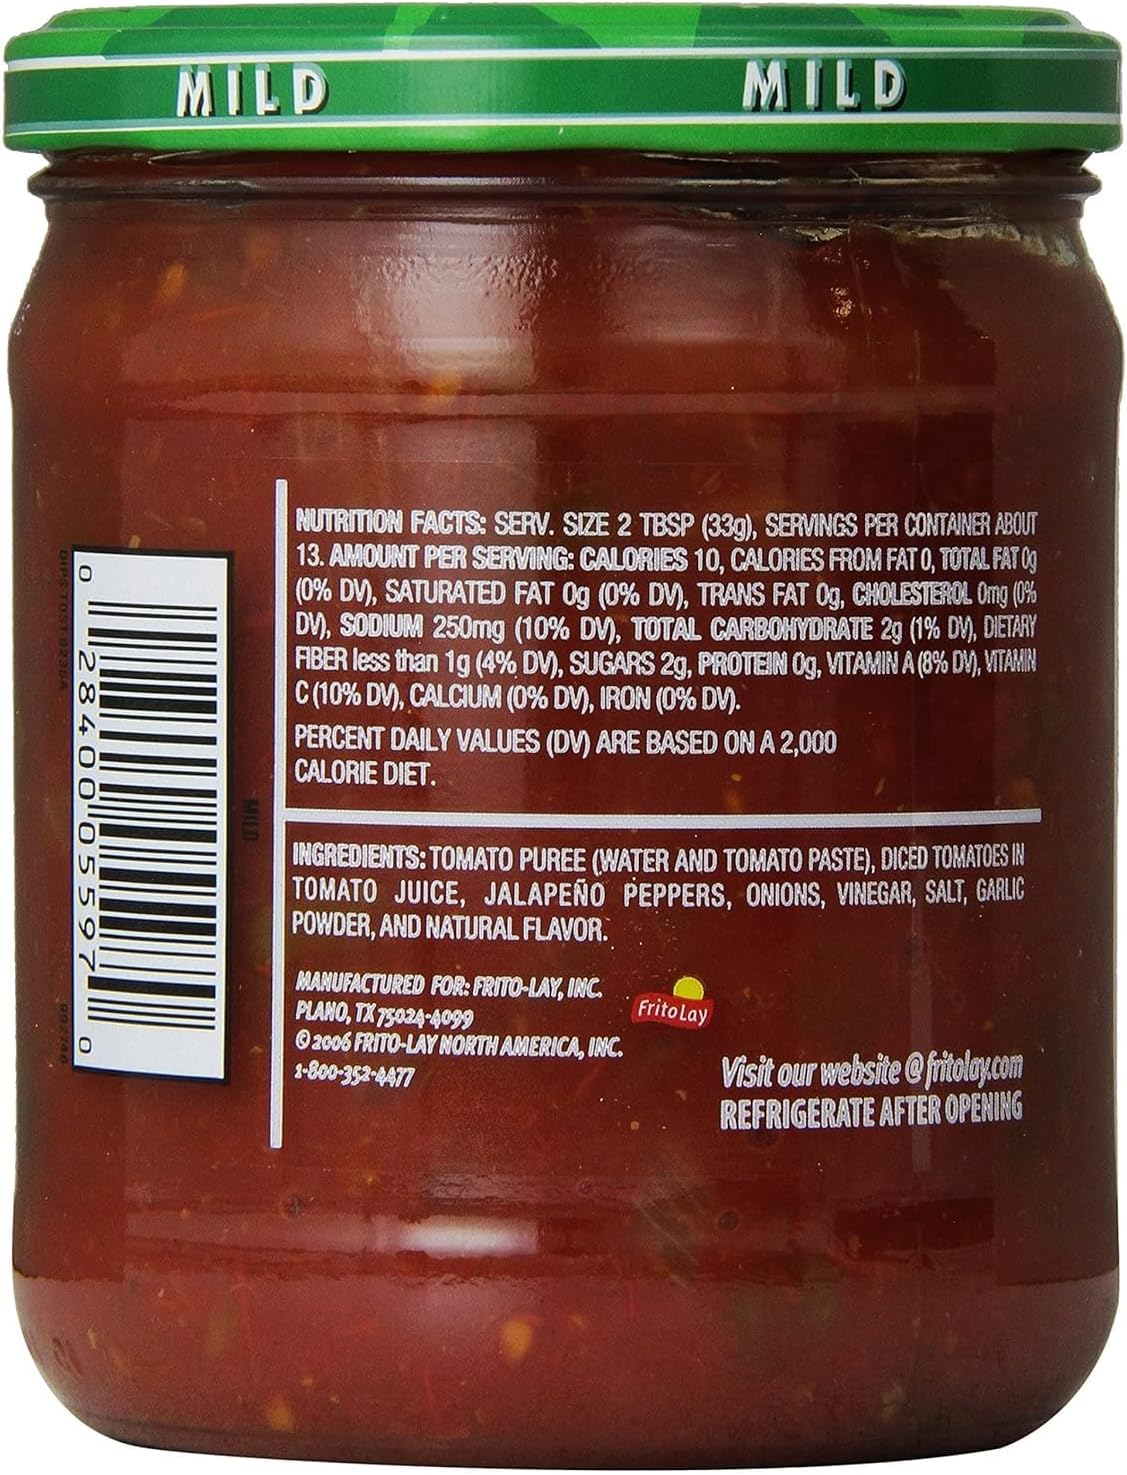 MILD MILD
NUTRITION FACTS: SERV. SIZE 2 TBSP (33g), SERVINGS PER CONTAINER ABOUT
13. AMOUNT PER SERVING: CALORIES 10, CALORIES FROM FAT 0, TOTAL FAT 0g
(0% DV), SATURATED FAT 0g (0% DV), TRANS FAT 0g, CHOLESTEROL 0mg (0%
DV), SODIUM 250mg (10% DV), TOTAL CARBOHYDRATE 2g (1% DV), DIETARY
FIBER less than 1g (4% DV), SUGARS 2g, PROTEIN 0g, VITAMIN A (8% DV), VITAMIN
C (10% DV), CALCIUM (0% DV), IRON (0% DV).
PERCENT DAILY VALUES (DV) ARE BASED ON A 2,000
CALORIE DIET.
INGREDIENTS: TOMATO PUREE (WATER AND TOMATO PASTE), DICED TOMATOES IN
TOMATO JUICE, JALAPEÑO PEPPERS, ONIONS, VINEGAR, SALT, GARLIC
POWDER, AND NATURAL FLAVOR.
MANUFACTURED FOR: FRITO-LAY, INC.
PLANO, TX 75024-4099
© 2006 FRITO-LAY NORTH AMERICA, INC.
1-800-352-4477
FritoLay
Visit our website @ fritolay.com
REFRIGERATE AFTER OPENING
0 28400 05597 0
MILD